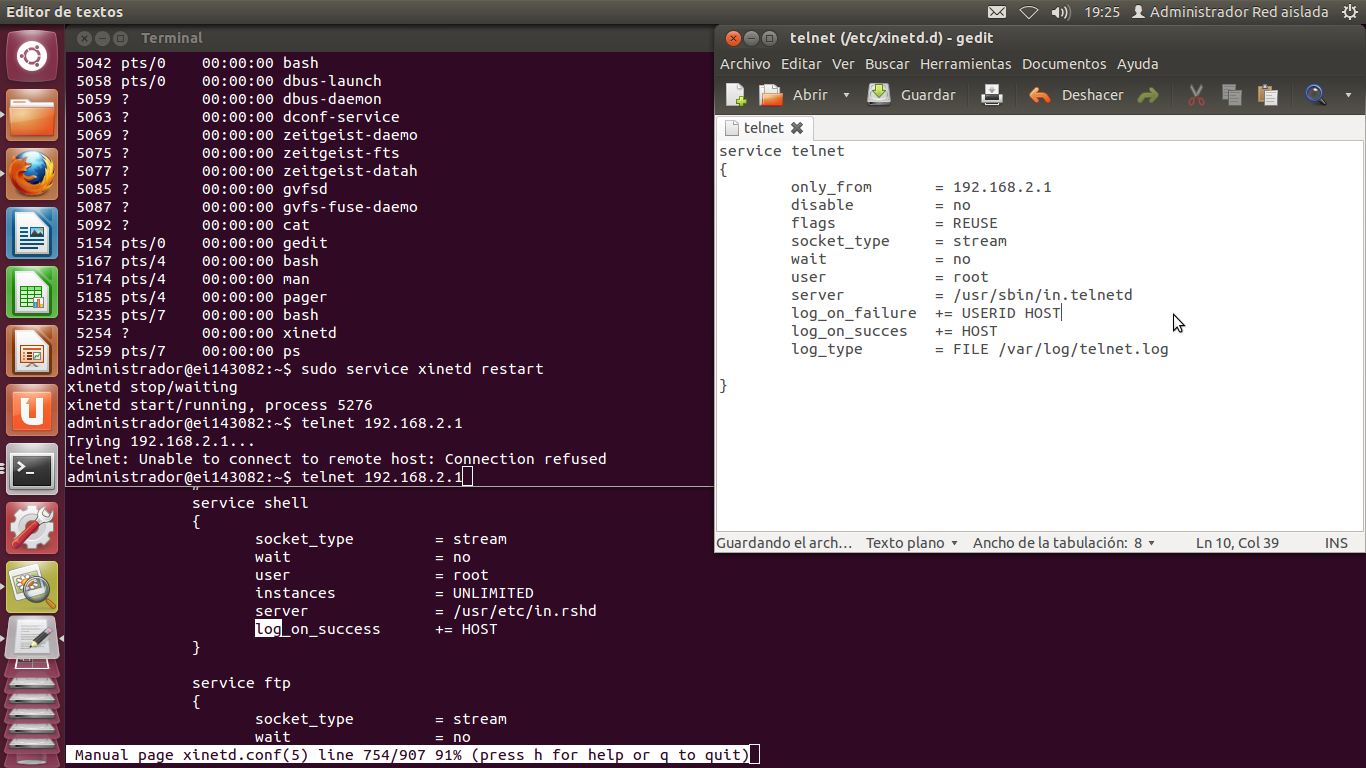 Editor de textos
19:25 Administrador Red aislada
Terminal
5042 pts/0    00:00:00 bash
5058 pts/0    00:00:00 dbus-launch
5059 ?        00:00:00 dbus-daemon
5063 ?        00:00:00 dconf-service
5069 ?        00:00:00 zeitgeist-daemo
5075 ?        00:00:00 zeitgeist-fts
5077 ?        00:00:00 zeitgeist-datah
5085 ?        00:00:00 gvfsd
5087 ?        00:00:00 gvfs-fuse-daemo
5092 ?        00:00:00 cat
5154 pts/0    00:00:00 gedit
5167 pts/4    00:00:00 bash
5174 pts/4    00:00:00 man
5185 pts/4    00:00:00 pager
5235 pts/7    00:00:00 bash
5254 ?        00:00:00 xinetd
5259 pts/7    00:00:00 ps
administrador@ei143082:~$ sudo service xinetd restart
xinetd stop/waiting
xinetd start/running, process 5276
administrador@ei143082:~$ telnet 192.168.2.1
Trying 192.168.2.1...
telnet: Unable to connect to remote host: Connection refused
administrador@ei143082:~$ telnet 192.168.2.1
service shell
{
socket_type         = stream
wait                = no
user                = root
instances           = UNLIMITED
server              = /usr/etc/in.rshd
log_on_success      += HOST
}
service ftp
{
socket_type         = stream
wait                = no
Manual page xinetd.conf(5) line 754/907 91% (press h for help or q to quit)
telnet (/etc/xinetd.d) - gedit
Archivo Editar Ver Buscar Herramientas Documentos Ayuda
Abrir Guardar Deshacer
telnet
service telnet
{
only_from       = 192.168.2.1
disable         = no
flags           = REUSE
socket_type     = stream
wait            = no
user            = root
server          = /usr/sbin/in.telnetd
log_on_failure  += USERID HOST
log_on_succes   += HOST
log_type        = FILE /var/log/telnet.log
}
Guardando el arch… Texto plano Ancho de la tabulación: 8 Ln 10, Col 39 INS